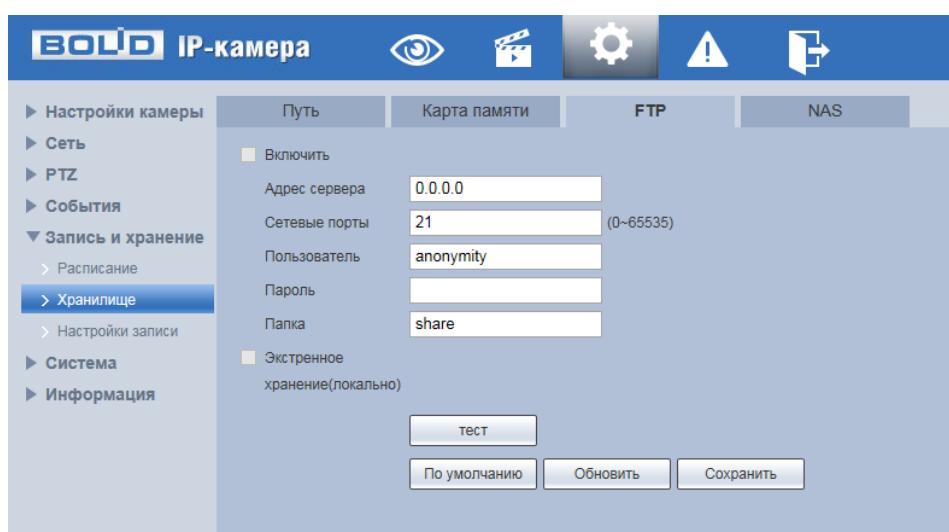 BOLID IP-камера
Настройки камеры
Сеть
PTZ
События
Запись и хранение
Расписание
Хранилище
Настройки записи
Система
Информация
Путь Карта памяти FTP NAS
Включить
Адрес сервера 0.0.0.0
Сетевые порты 21 (0~65535)
Пользователь anonymity
Пароль
Папка share
Экстренное
хранение(локально)
тест
По умолчанию Обновить Сохранить